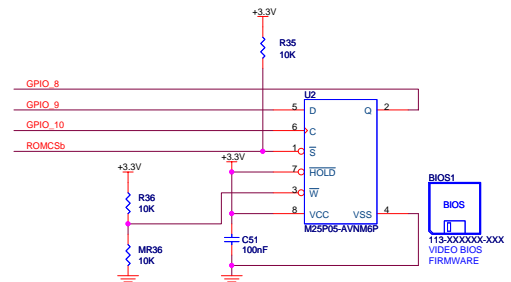 +3.3V
R35
10K
GPIO_8
U2
GPIO_9
5
D
Q
2
GPIO_10
6
C
ROMCSb
1
S
+3.3V
+3.3V
7
HOLD
R36
10K
3
W
8
VCC
VSS
4
M25P05-AVNM6P
BIOS1
BIOS
113-XXXXXX-XXX
VIDEO BIOS
FIRMWARE
C51
100nF
MR36
10K